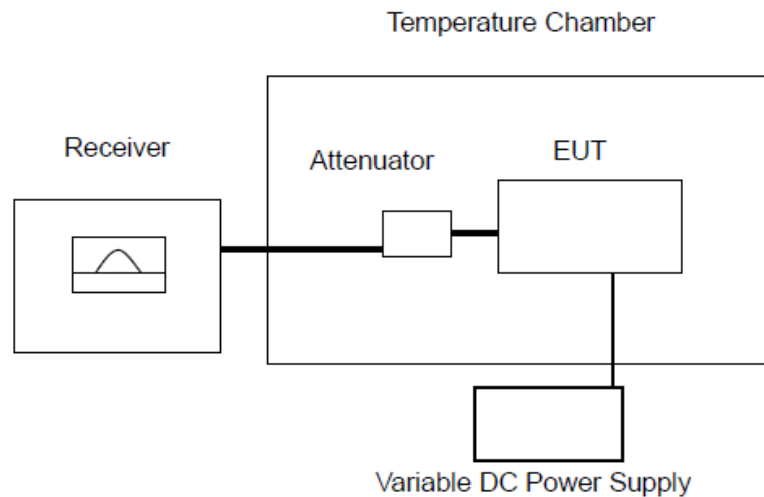 Temperature Chamber
Receiver
Attenuator
EUT
Variable DC Power Supply